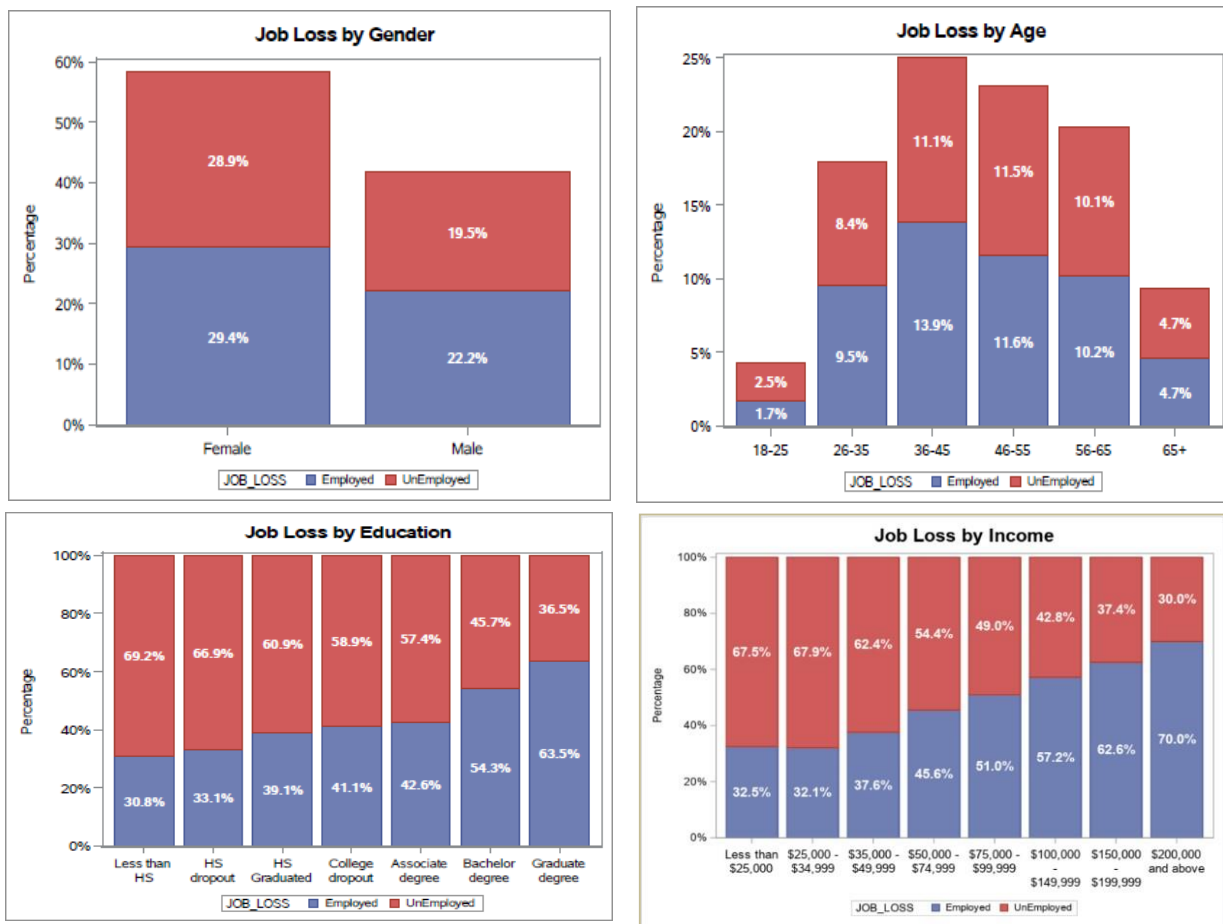 Job Loss by Gender
60%
50%
40%
30%
20%
10%
0%
Percentage
28.9%
19.5%
29.4%
22.2%
Female Male
JOB_LOSS Employed UnEmployed
Job Loss by Age
25%
20%
15%
10%
5%
0%
Percentage
11.1%
11.5%
10.1%
8.4%
13.9%
11.6%
10.2%
9.5%
4.7%
4.7%
2.5%
1.7%
18-25 26-35 36-45 46-55 56-65 65+
JOB_LOSS Employed UnEmployed
Job Loss by Education
100%
80%
60%
40%
20%
0%
Percentage
69.2% 66.9% 60.9% 58.9% 57.4% 45.7% 36.5%
30.8% 33.1% 39.1% 41.1% 42.6% 54.3% 63.5%
Less than HS HS College Associate Bachelor Graduate
HS dropout Graduated dropout degree degree degree
JOB_LOSS Employed UnEmployed
Job Loss by Income
100%
80%
60%
40%
20%
0%
Percentage
67.5% 67.9% 62.4% 54.4% 49.0% 42.8% 37.4% 30.0%
32.5% 32.1% 37.6% 45.6% 51.0% 57.2% 62.6% 70.0%
Less than $25,000 - $35,000 - $50,000 - $75,000 - $100,000 $150,000 $200,000
$25,000 $34,999 $49,999 $74,999 $99,999 - - and above
$149,999 $199,999
JOB_LOSS Employed UnEmployed